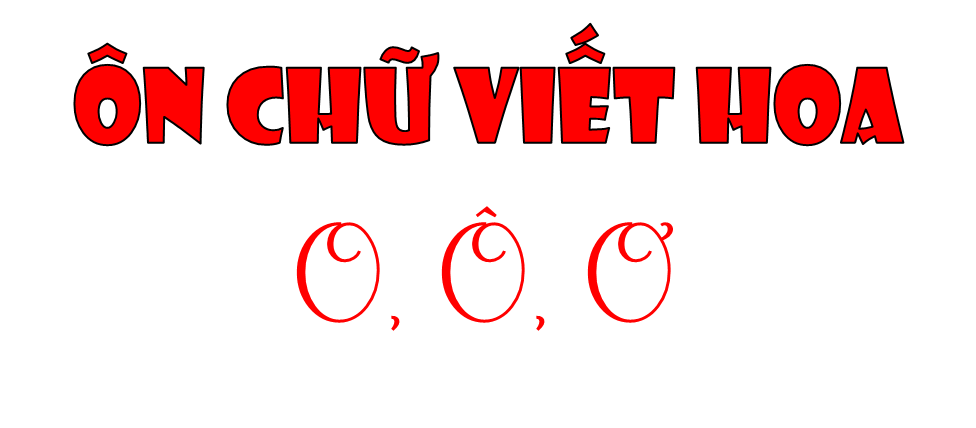 ÔN CHỮ VIẾT HOA
O, Ô, Ơ